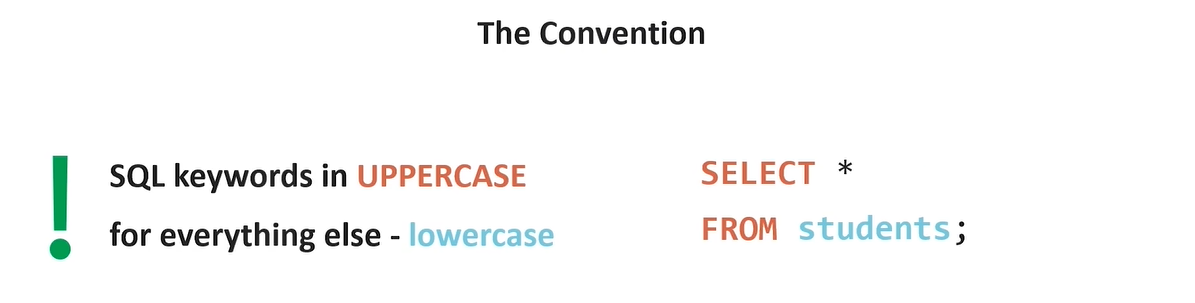 The Convention
SQL keywords in UPPERCASE
for everything else - lowercase
SELECT *
FROM students;